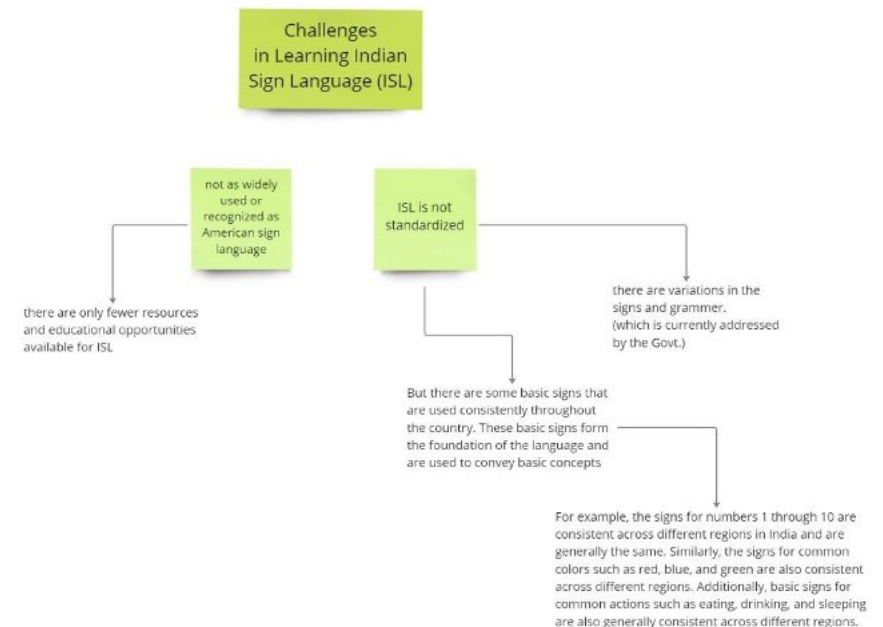 Challenges
in Learning Indian
Sign Language (ISL)
not as widely
used or
recognized as
American sign
language
ISL is not
standardized
there are only fewer resources
and educational opportunities
available for ISL
there are variations in the
signs and grammer.
(which is currently addressed
by the Govt.)
But there are some basic signs that
are used consistently throughout
the country. These basic signs form
the foundation of the language and
are used to convey basic concepts
For example, the signs for numbers 1 through 10 are
consistent across different regions in India and are
generally the same. Similarly, the signs for common
colors such as red, blue, and green are also consistent
across different regions. Additionally, basic signs for
common actions such as eating, drinking, and sleeping
are also generally consistent across different regions.